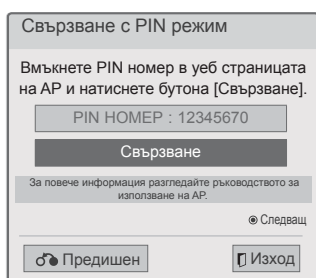 Свързване с PIN режим
Вмъкнете PIN номер в уеб страницата
на AP и натиснете бутона [Свързване].
PIN НОМЕР : 12345670
Свързване
За повече информация разгледайте ръководството за
използване на AP.
Следващ
Предишен
Изход